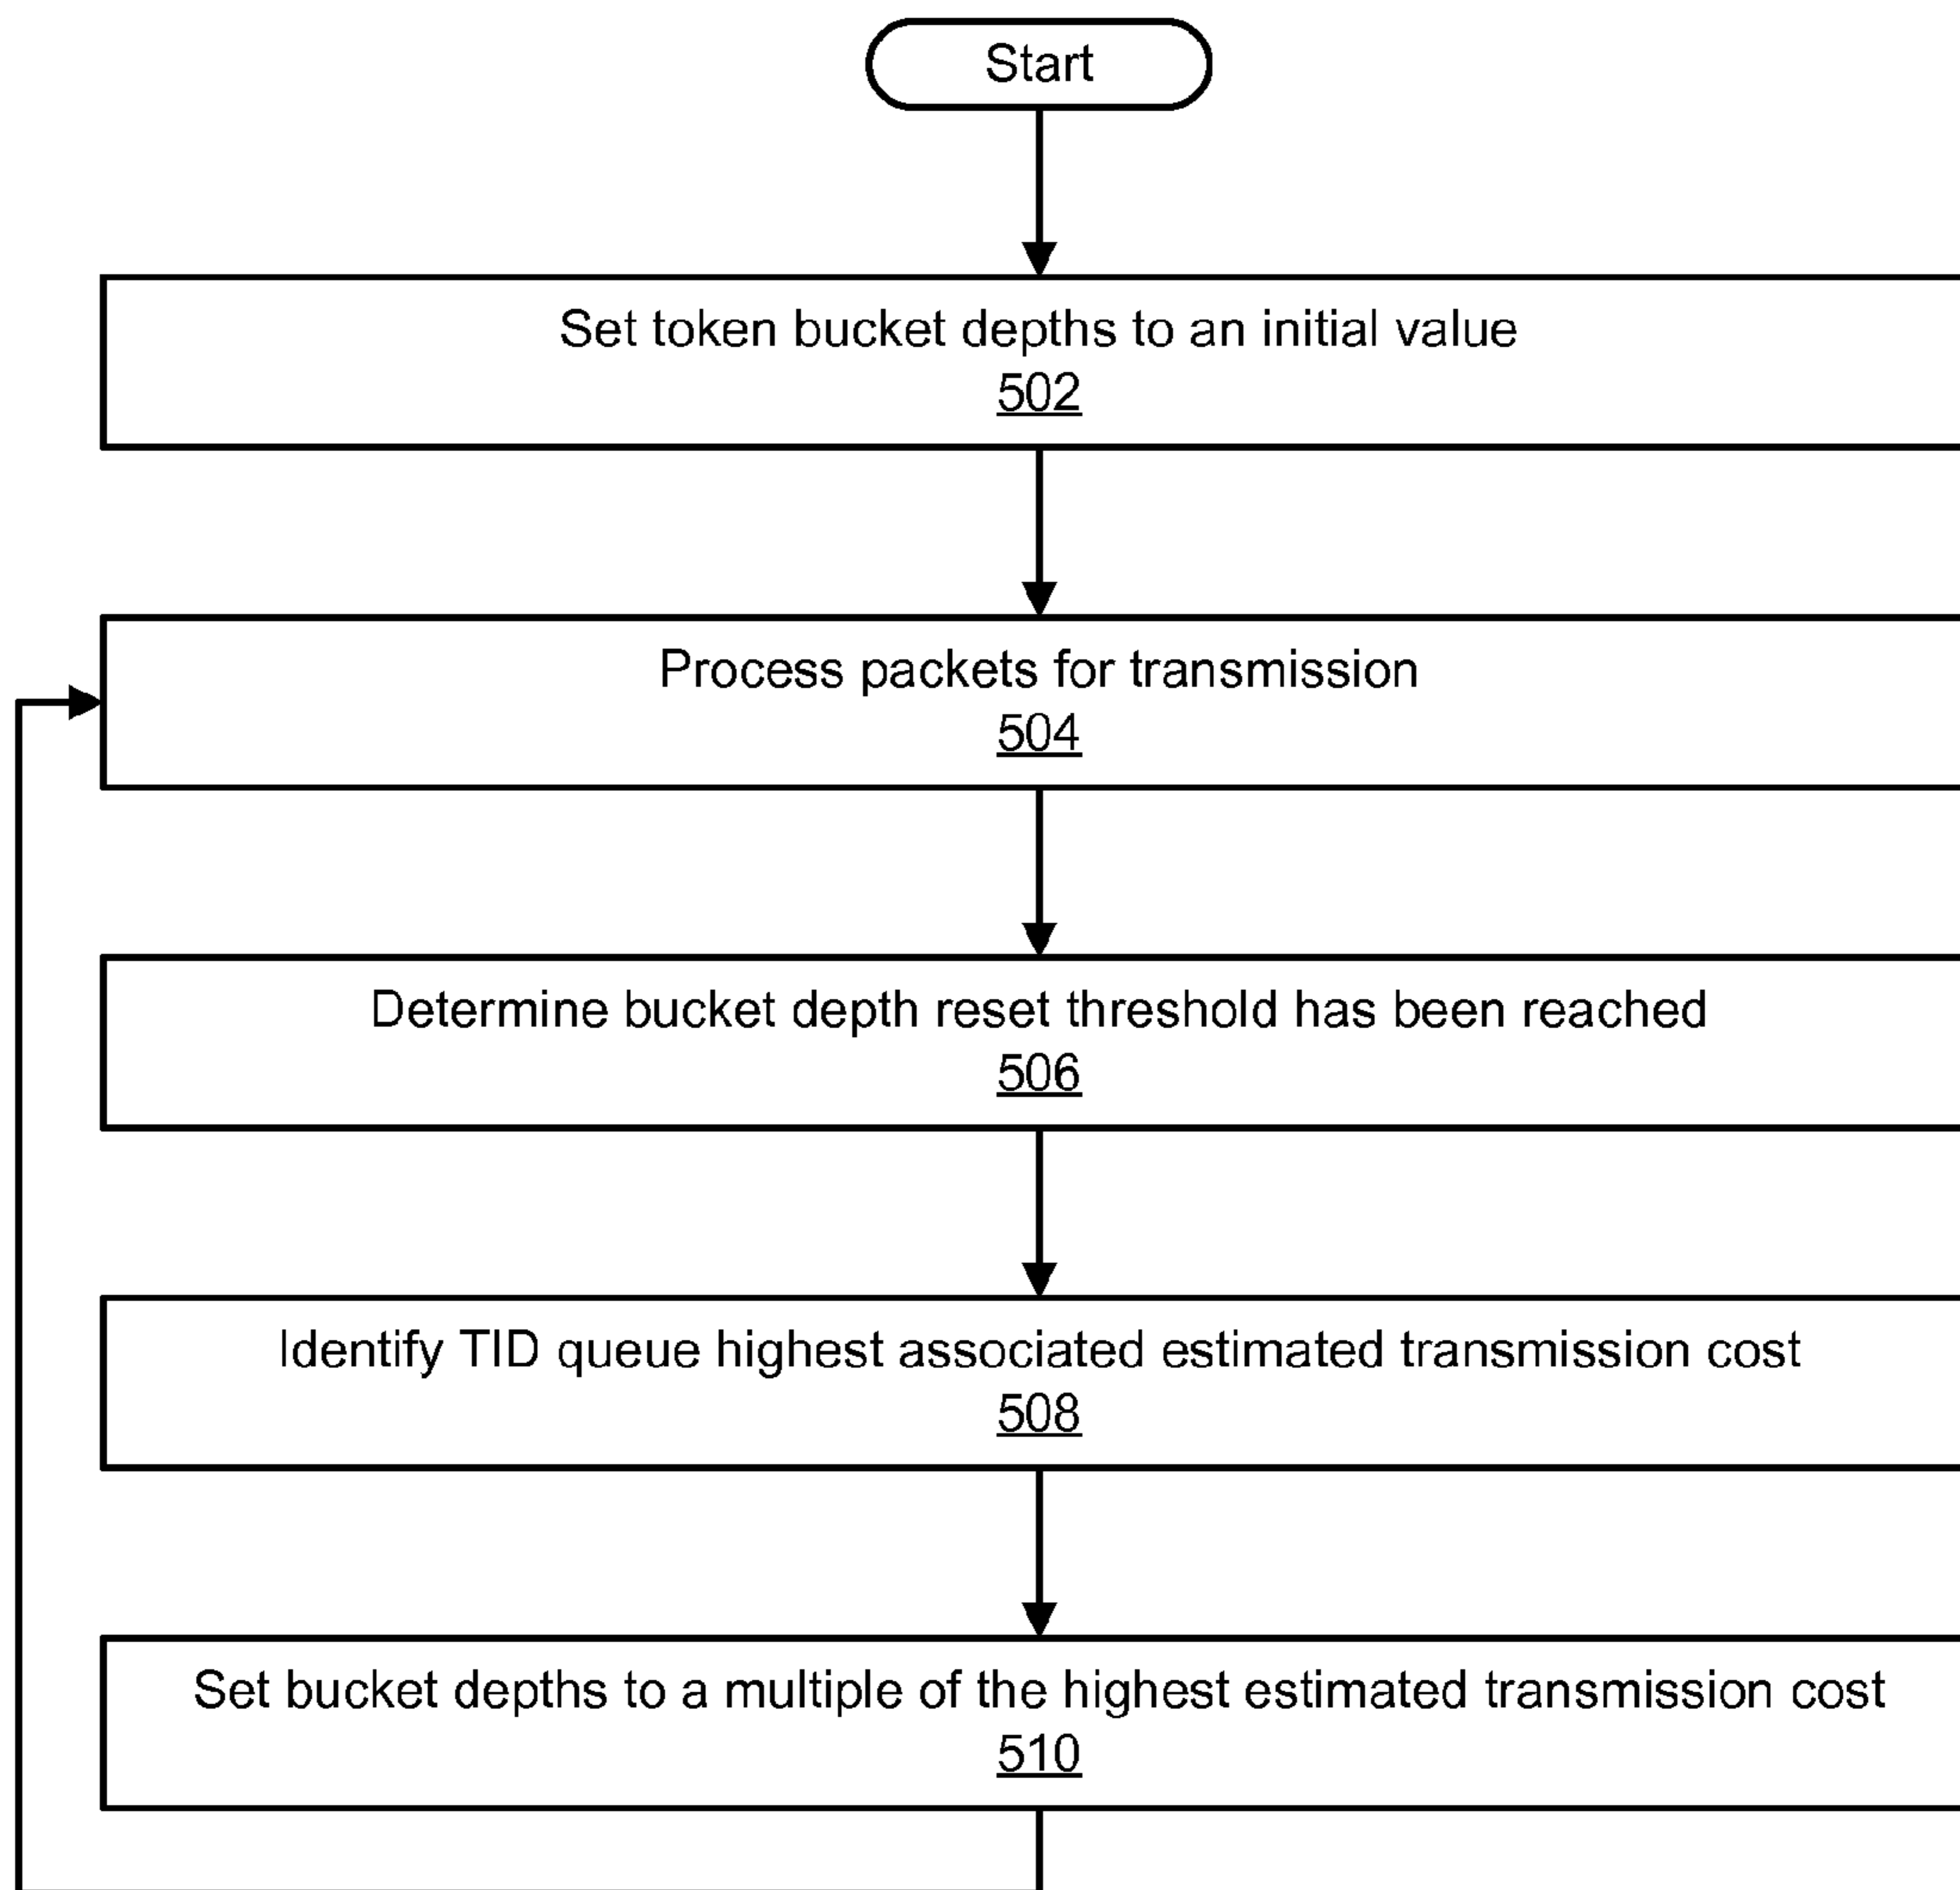 Start
Set token bucket depths to an initial value
502
Process packets for transmission
504
Determine bucket depth reset threshold has been reached
506
Identify TID queue highest associated estimated transmission cost
508
Set bucket depths to a multiple of the highest estimated transmission cost
510